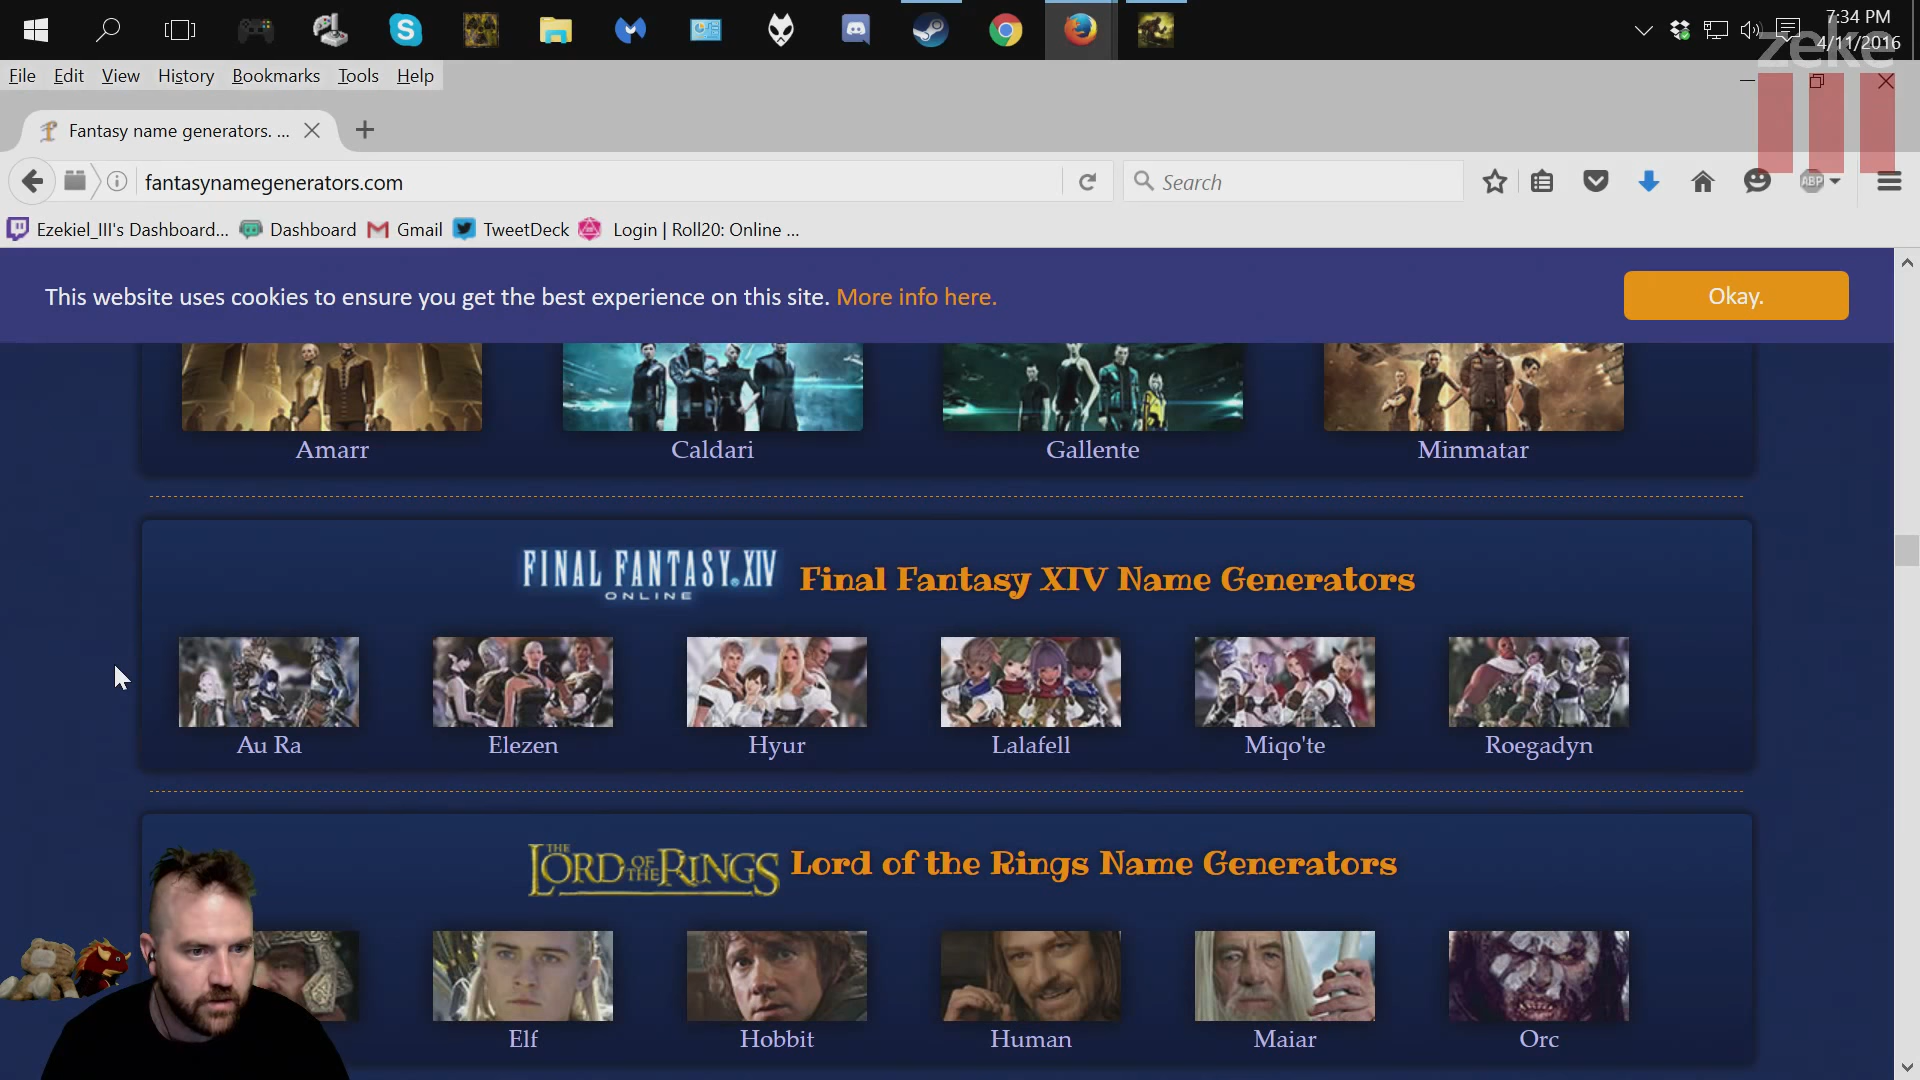 7:34 PM
4/11/2016
zeke
III
File Edit View History Bookmarks Tools Help
Fantasy name generators. ...
fantasynamegenerators.com
Search
ABP
Ezekiel_III's Dashboard... Dashboard Gmail TweetDeck Login | Roll20: Online ...
This website uses cookies to ensure you get the best experience on this site. More info here.
Okay.
Amarr Caldari Gallente Minmatar
FINAL FANTASY XIV
ONLINE
Final Fantasy XIV Name Generators
Au Ra Elezen Hyur Lalafell Miqo'te Roegadyn
THE LORD OF THE RINGS
Lord of the Rings Name Generators
Elf Hobbit Human Maiar Orc